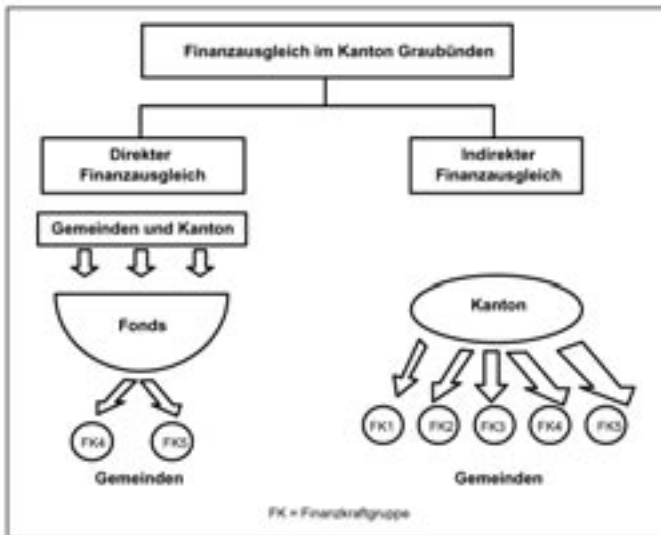 Finanzausgleich im Kanton Graubünden
Direkter
Finanzausgleich
Indirekter
Finanzausgleich
Gemeinden und Kanton
Fonds
Kanton
FK4
FK5
FK1
FK2
FK3
FK4
FK5
Gemeinden
Gemeinden
FK = Finanzkraftgruppe